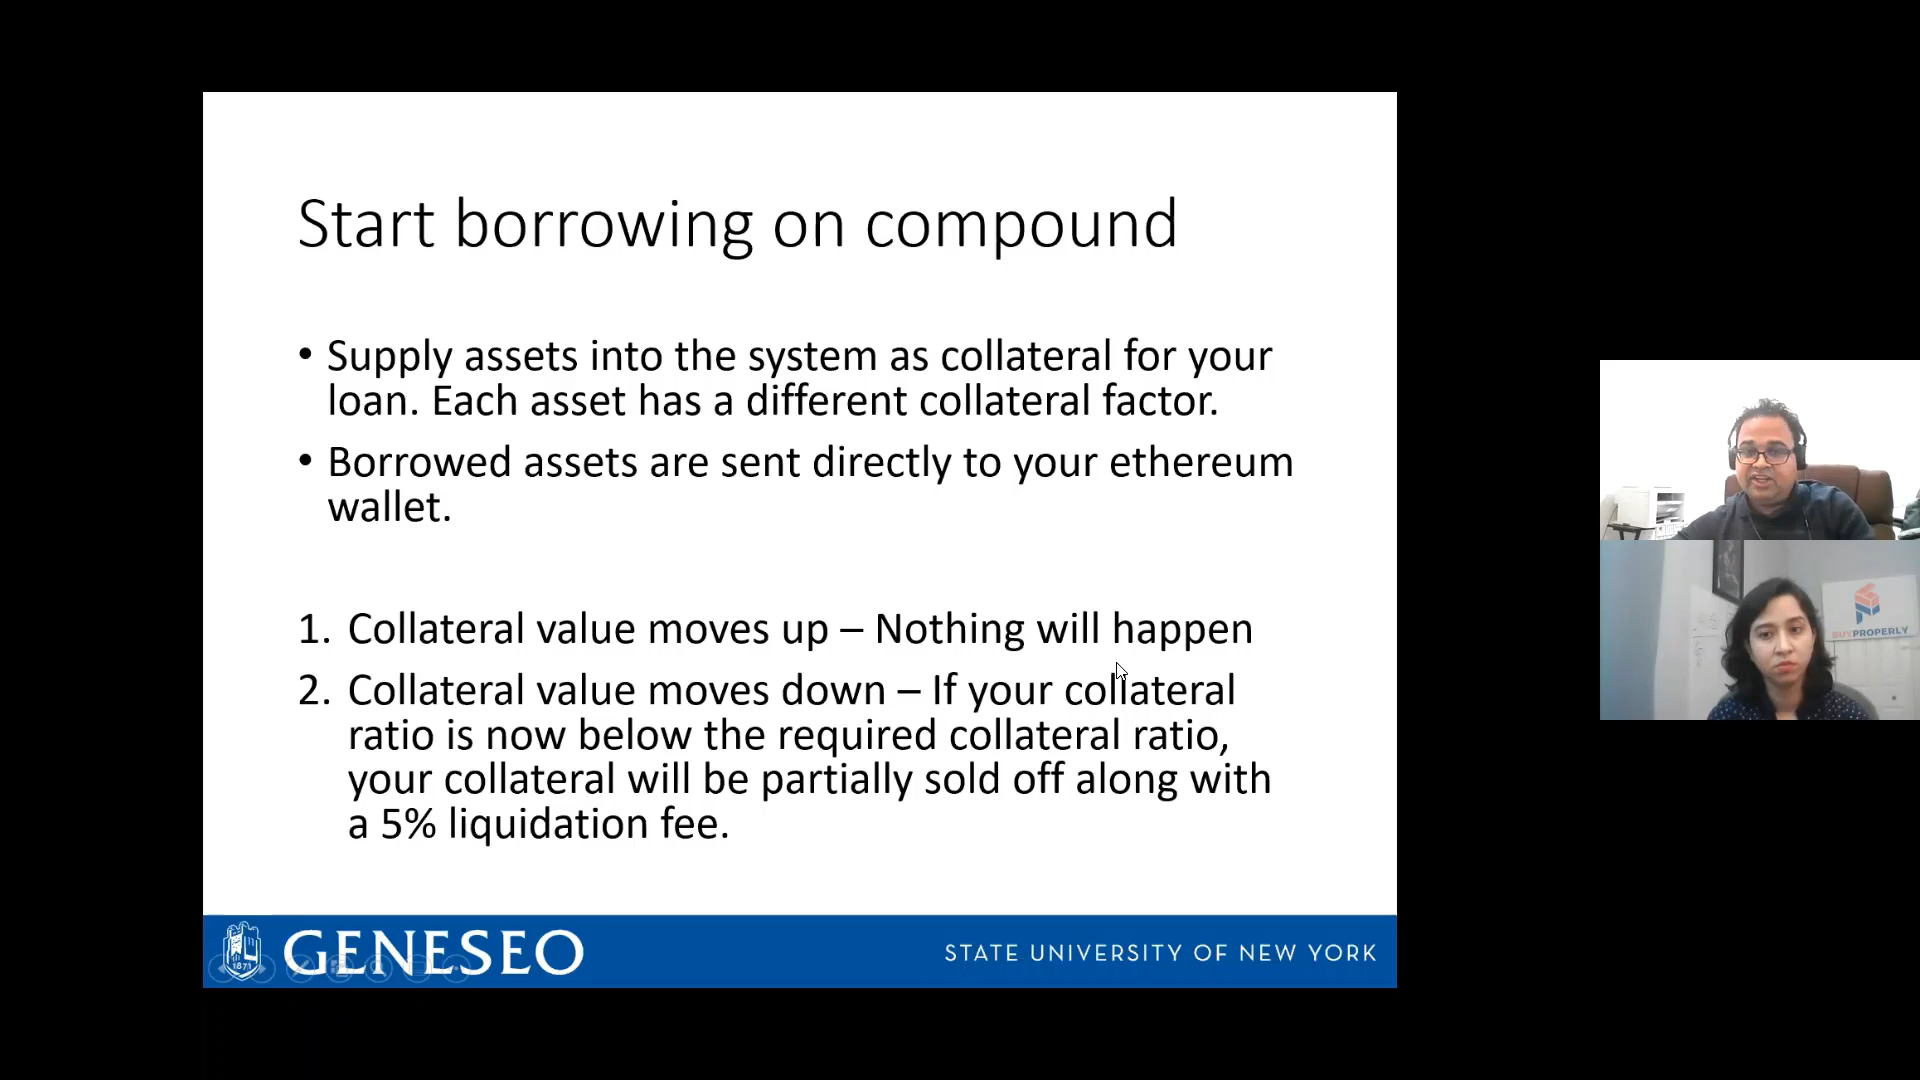 Start borrowing on compound
• Supply assets into the system as collateral for your
loan. Each asset has a different collateral factor.
• Borrowed assets are sent directly to your ethereum
wallet.
1. Collateral value moves up – Nothing will happen
2. Collateral value moves down – If your collateral
ratio is now below the required collateral ratio,
your collateral will be partially sold off along with
a 5% liquidation fee.
1871
GENESEO
STATE UNIVERSITY OF NEW YORK
BUYPROPERLY